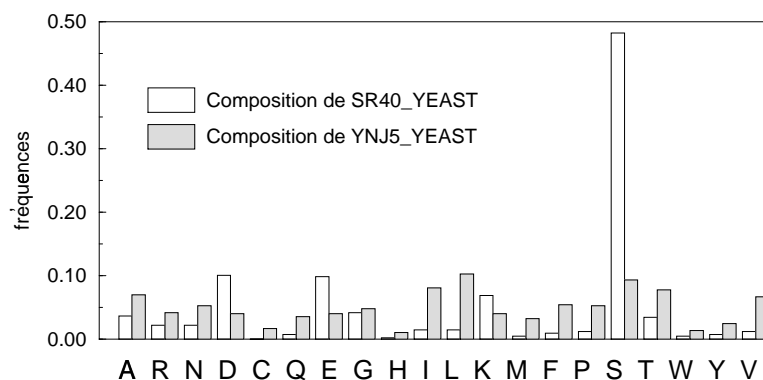 0.50
0.40
0.30
0.20
0.10
0.00
fréquences
Composition de SR40_YEAST
Composition de YNJ5_YEAST
A R N D C Q E G H I L K M F P S T W Y V